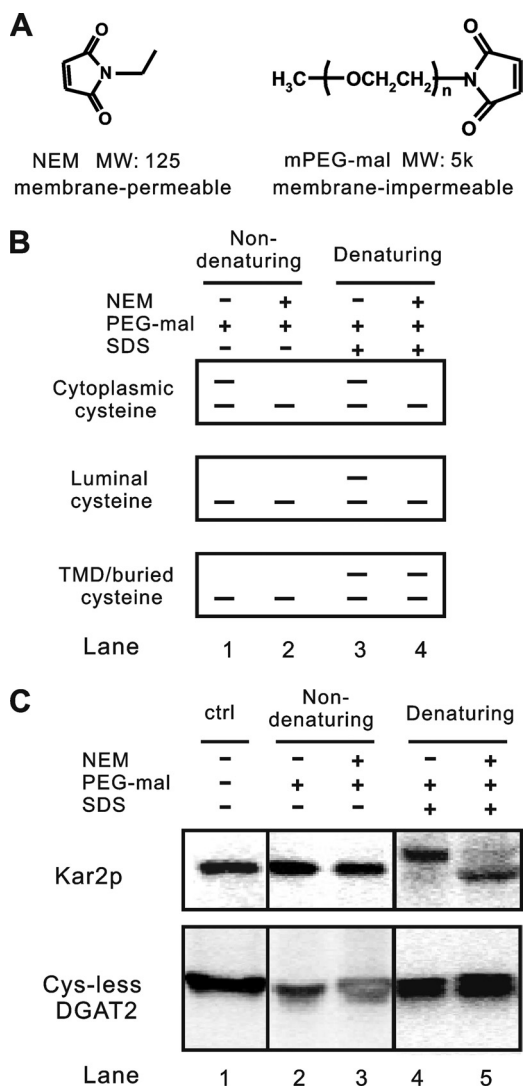 A
O
N
O
NEM MW: 125
membrane-permeable
O
H₃C ( OCH₂CH₂ )n N
O
mPEG-mal MW: 5k
membrane-impermeable
B
Non-
denaturing
Denaturing
NEM − + − +
PEG-mal + + + +
SDS − − + +
Cytoplasmic
cysteine
Luminal
cysteine
TMD/buried
cysteine
Lane 1 2 3 4
C
ctrl
Non-
denaturing
Denaturing
NEM − − + − +
PEG-mal − + + + +
SDS − − − + +
Kar2p
Cys-less
DGAT2
Lane 1 2 3 4 5